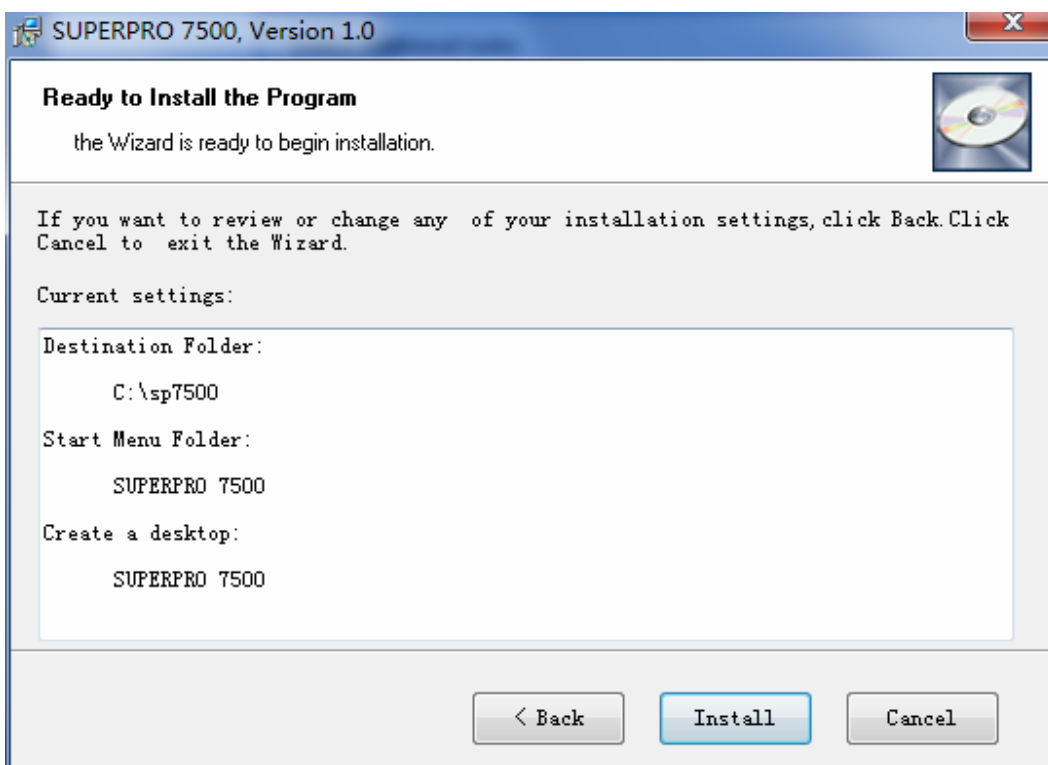 SUPERPRO 7500, Version 1.0
Ready to Install the Program
the Wizard is ready to begin installation.
If you want to review or change any  of your installation settings, click Back. Click
Cancel to  exit the Wizard.
Current settings:
Destination Folder:
C:\sp7500
Start Menu Folder:
SUPERPRO 7500
Create a desktop:
SUPERPRO 7500
< Back
Install
Cancel